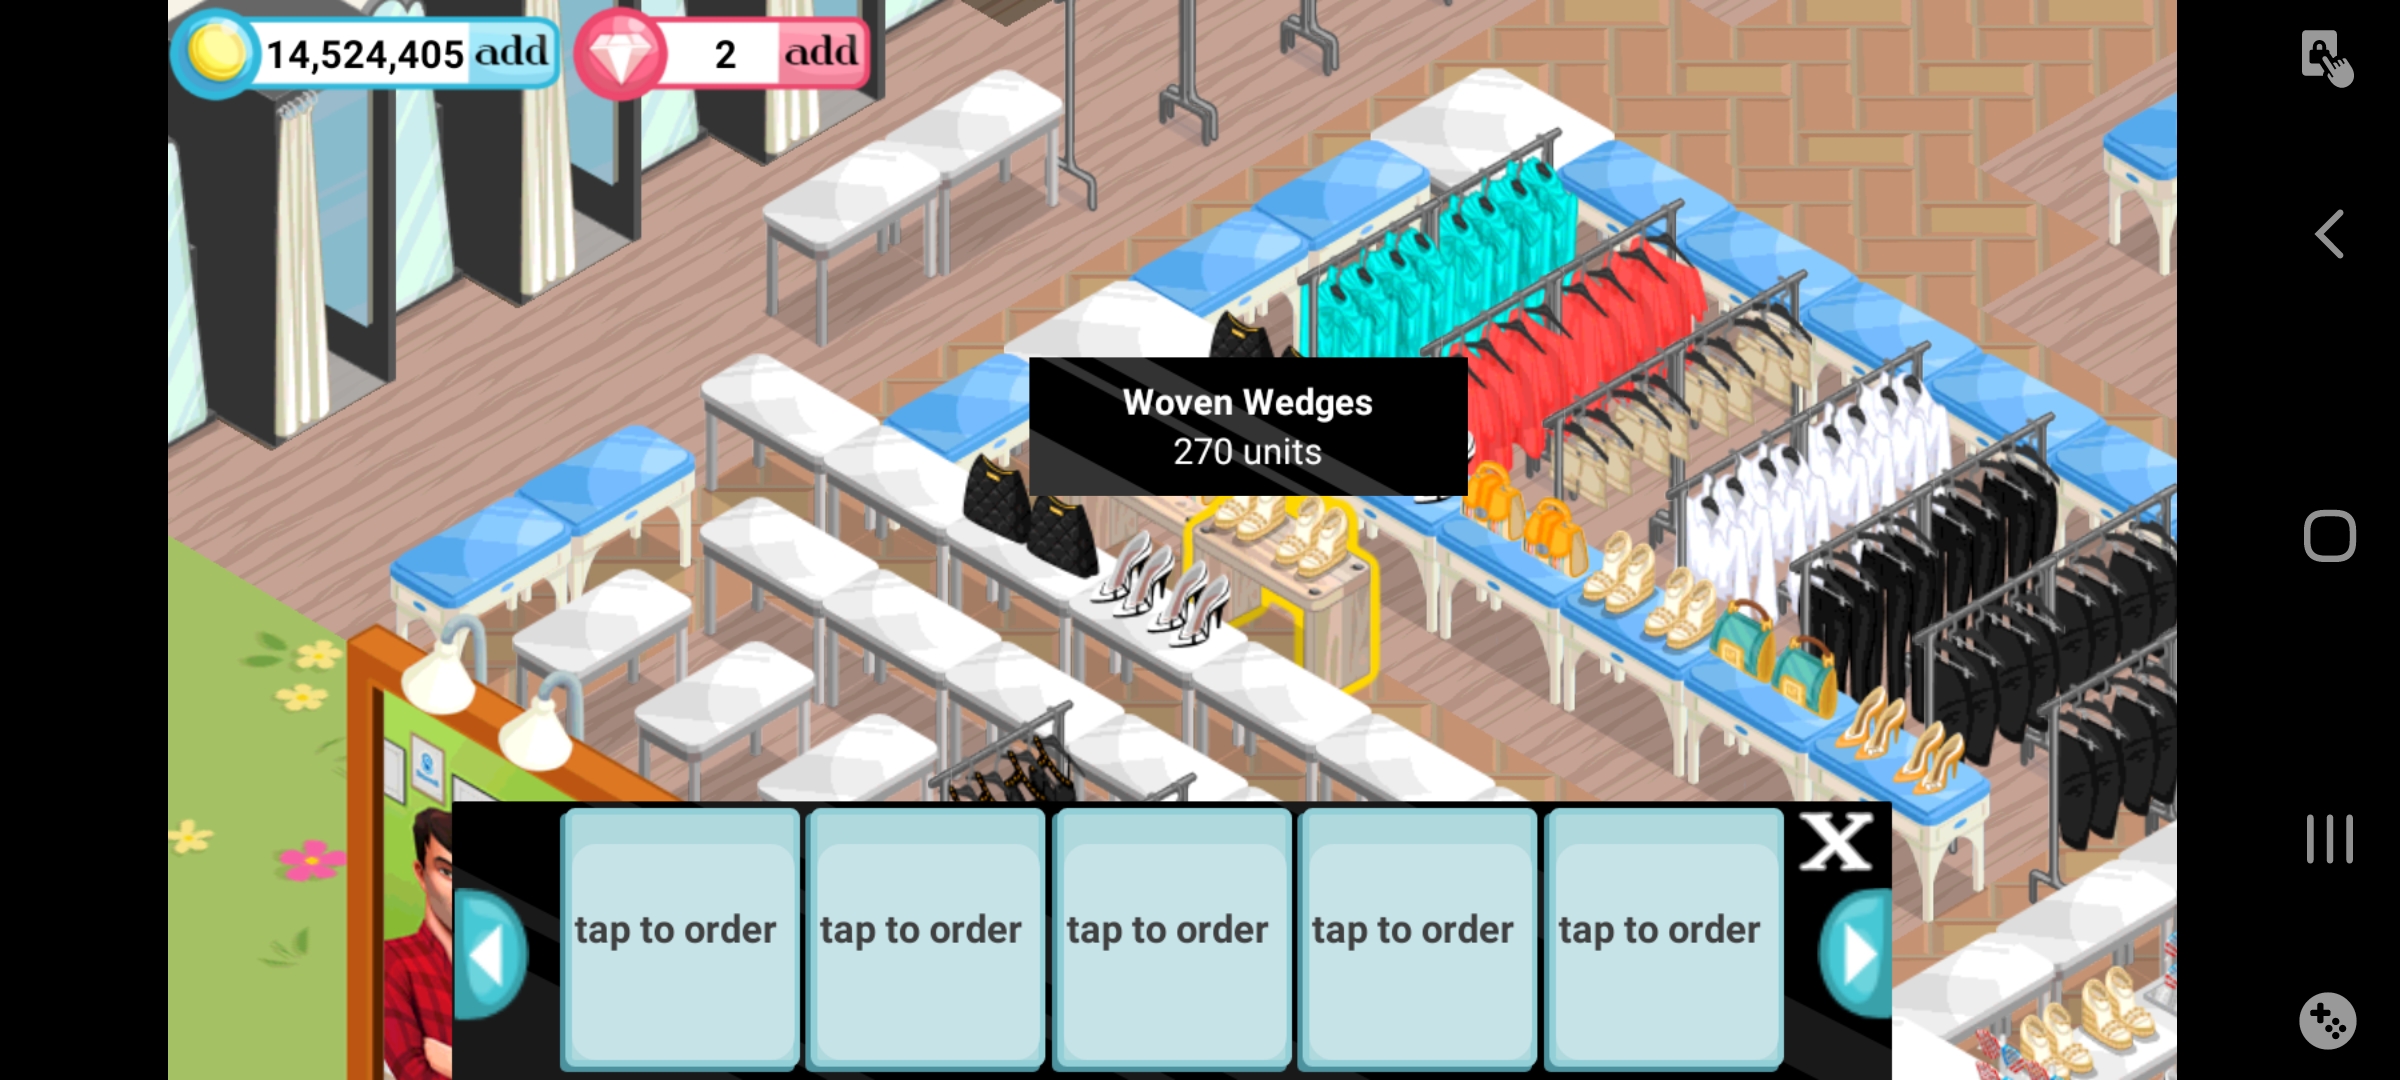 14,524,405 add
2 add
Woven Wedges
270 units
X
tap to order
tap to order
tap to order
tap to order
tap to order